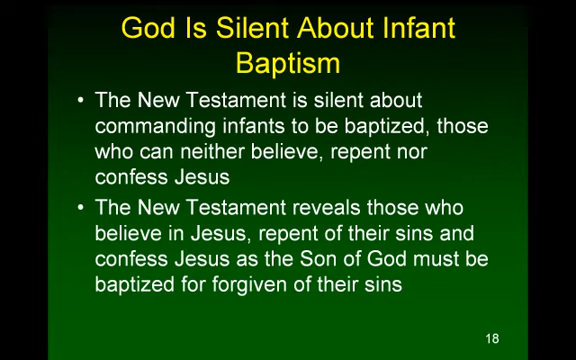 God Is Silent About Infant
Baptism
• The New Testament is silent about
commanding infants to be baptized, those
who can neither believe, repent nor
confess Jesus
• The New Testament reveals those who
believe in Jesus, repent of their sins and
confess Jesus as the Son of God must be
baptized for forgiven of their sins
18